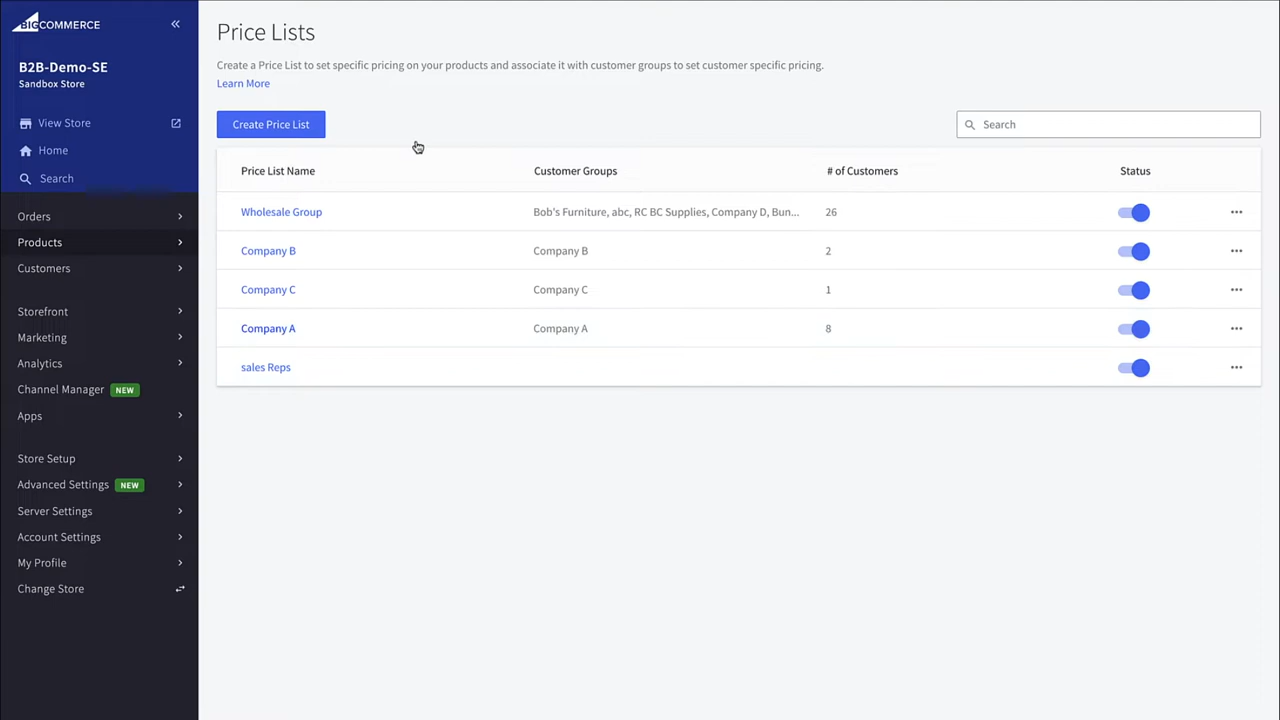 BIGCOMMERCE
B2B-Demo-SE
Sandbox Store
View Store
Home
Search
Orders
Products
Customers
Storefront
Marketing
Analytics
Channel Manager NEW
Apps
Store Setup
Advanced Settings NEW
Server Settings
Account Settings
My Profile
Change Store
Price Lists
Create a Price List to set specific pricing on your products and associate it with customer groups to set customer specific pricing.
Learn More
Create Price List
Search
Price List Name Customer Groups # of Customers Status
Wholesale Group Bob's Furniture, abc, RC BC Supplies, Company D, Bun... 26
Company B Company B 2
Company C Company C 1
Company A Company A 8
sales Reps